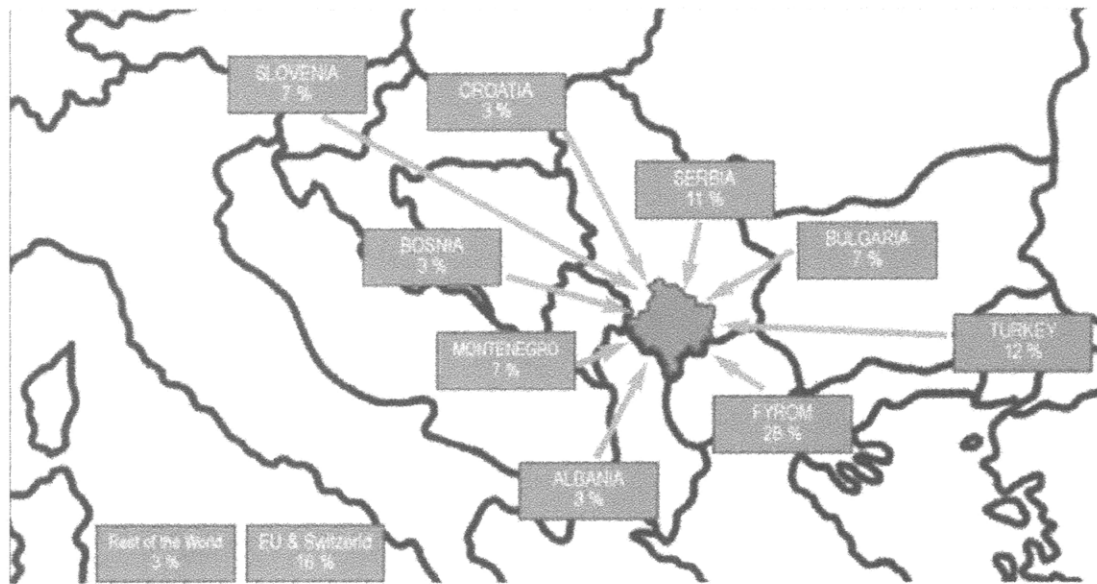 SLOVENIA
7 %
CROATIA
3 %
SERBIA
11 %
BOSNIA
3 %
BULGARIA
7 %
MONTENEGRO
7 %
TURKEY
12 %
FYROM
28 %
ALBANIA
3 %
Rest of the World
3 %
EU & Switzerld
16 %